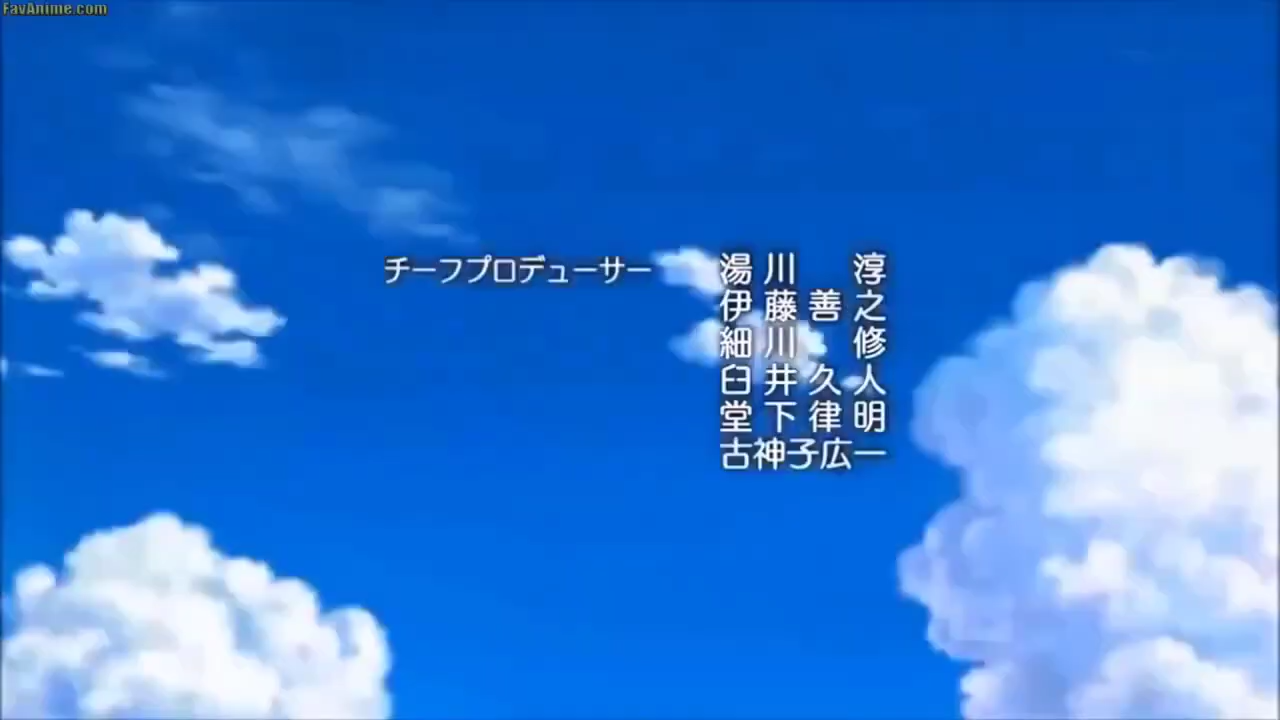 FavAnime.com
チーフプロデューサー 湯川 淳
伊藤善之
細川 修
臼井久人
堂下律明
古神子広一